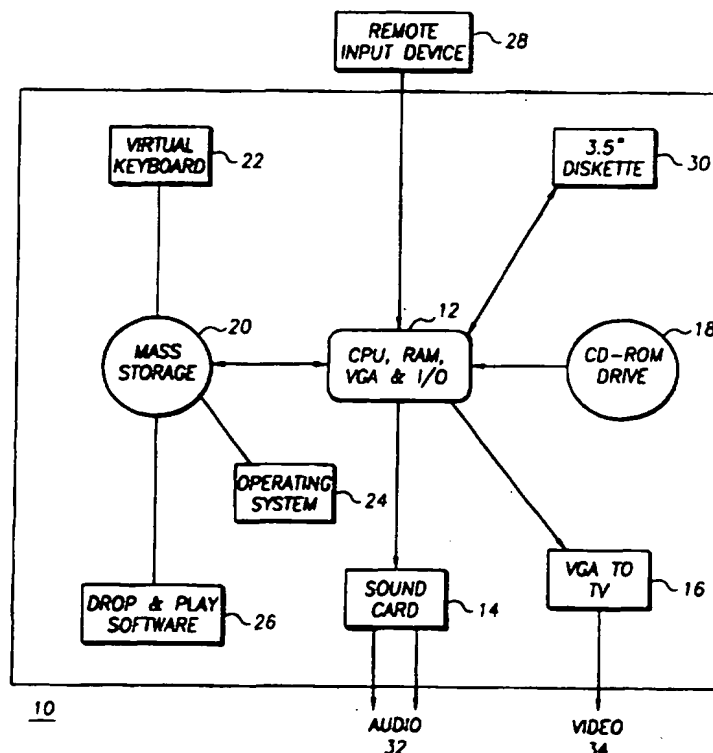 REMOTE
INPUT DEVICE
28
VIRTUAL
KEYBOARD
22
3.5"
DISKETTE
30
20
MASS
STORAGE
12
CPU, RAM,
VGA & I/O
18
CD-ROM
DRIVE
OPERATING
SYSTEM
24
DROP & PLAY
SOFTWARE
26
SOUND
CARD
14
VGA TO
TV
16
10
AUDIO
32
VIDEO
34